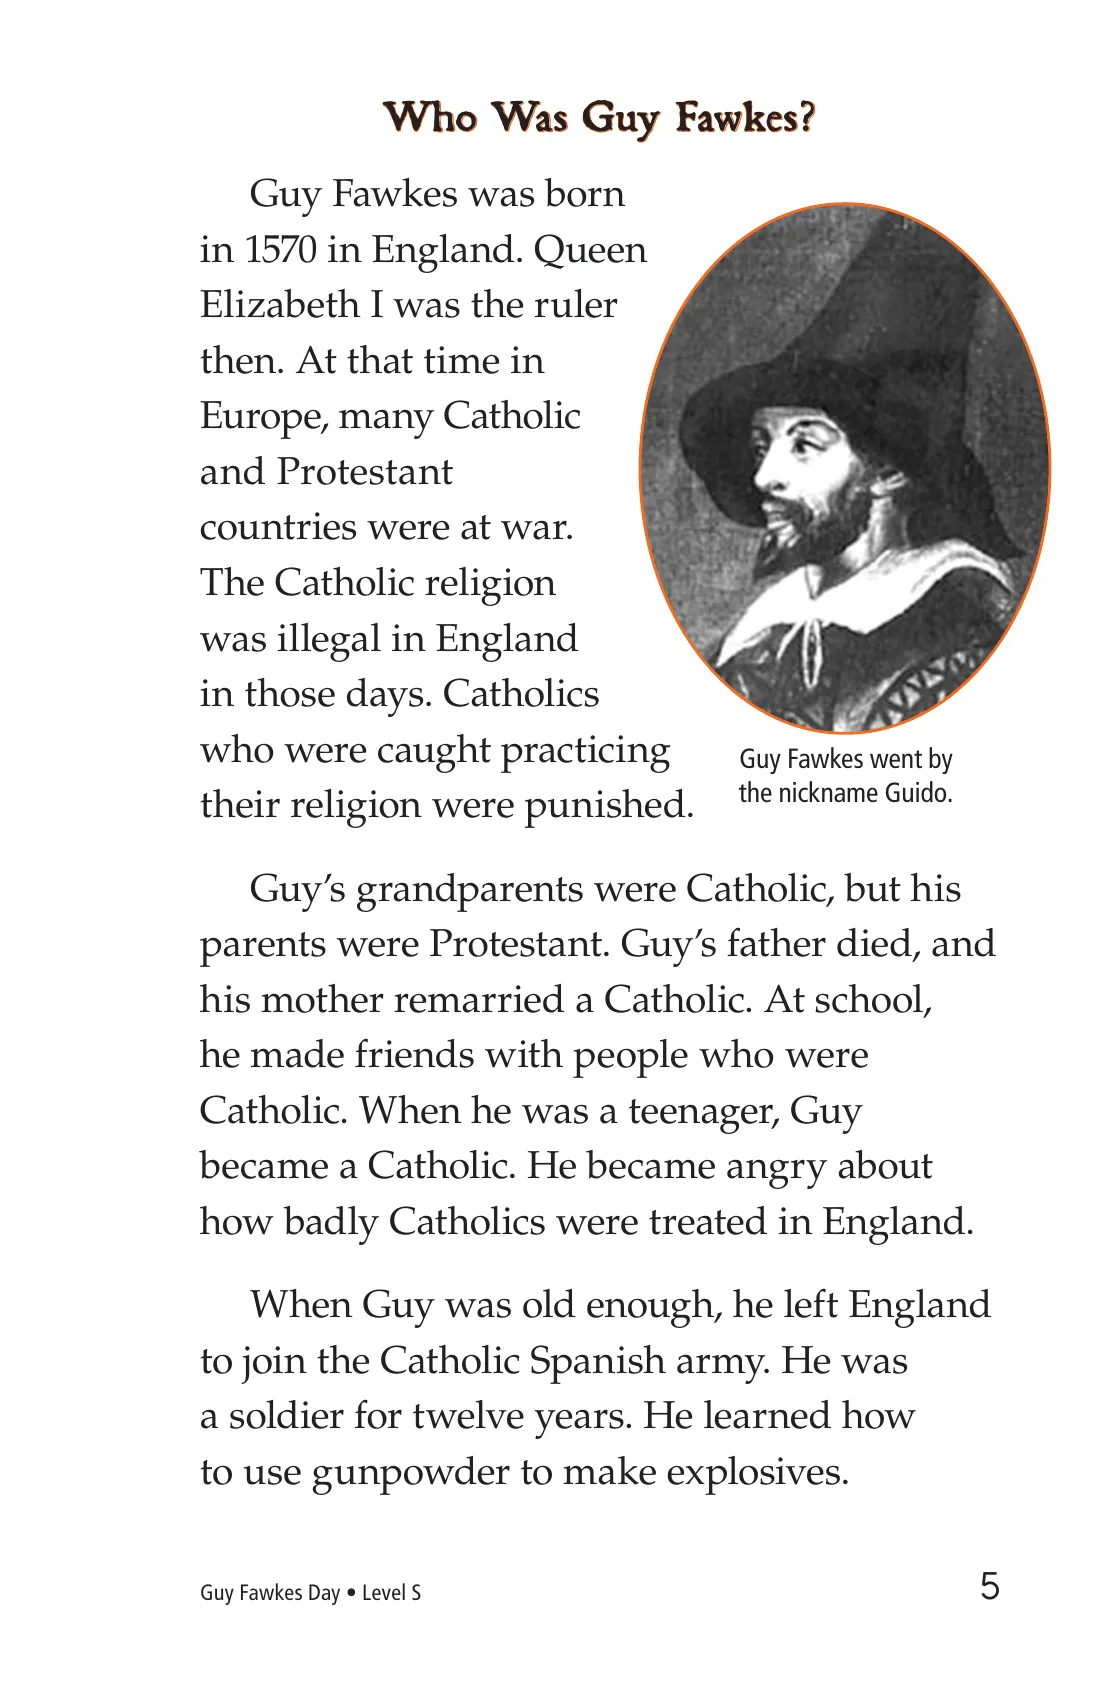 Who Was Guy Fawkes?
Guy Fawkes was born
in 1570 in England. Queen
Elizabeth I was the ruler
then. At that time in
Europe, many Catholic
and Protestant
countries were at war.
The Catholic religion
was illegal in England
in those days. Catholics
who were caught practicing
their religion were punished.
Guy Fawkes went by
the nickname Guido.
Guy’s grandparents were Catholic, but his
parents were Protestant. Guy’s father died, and
his mother remarried a Catholic. At school,
he made friends with people who were
Catholic. When he was a teenager, Guy
became a Catholic. He became angry about
how badly Catholics were treated in England.
When Guy was old enough, he left England
to join the Catholic Spanish army. He was
a soldier for twelve years. He learned how
to use gunpowder to make explosives.
Guy Fawkes Day • Level S
5